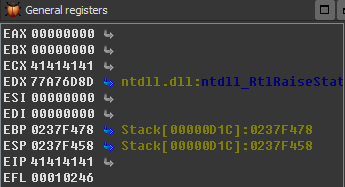 General registers
EAX 00000000
EBX 00000000
ECX 41414141
EDX 77A76D8D ntdll.dll:ntdll_RtlRaiseStat
ESI 00000000
EDI 00000000
EBP 0237F478 Stack[00000D1C]:0237F478
ESP 0237F458 Stack[00000D1C]:0237F458
EIP 41414141
EFL 00010246